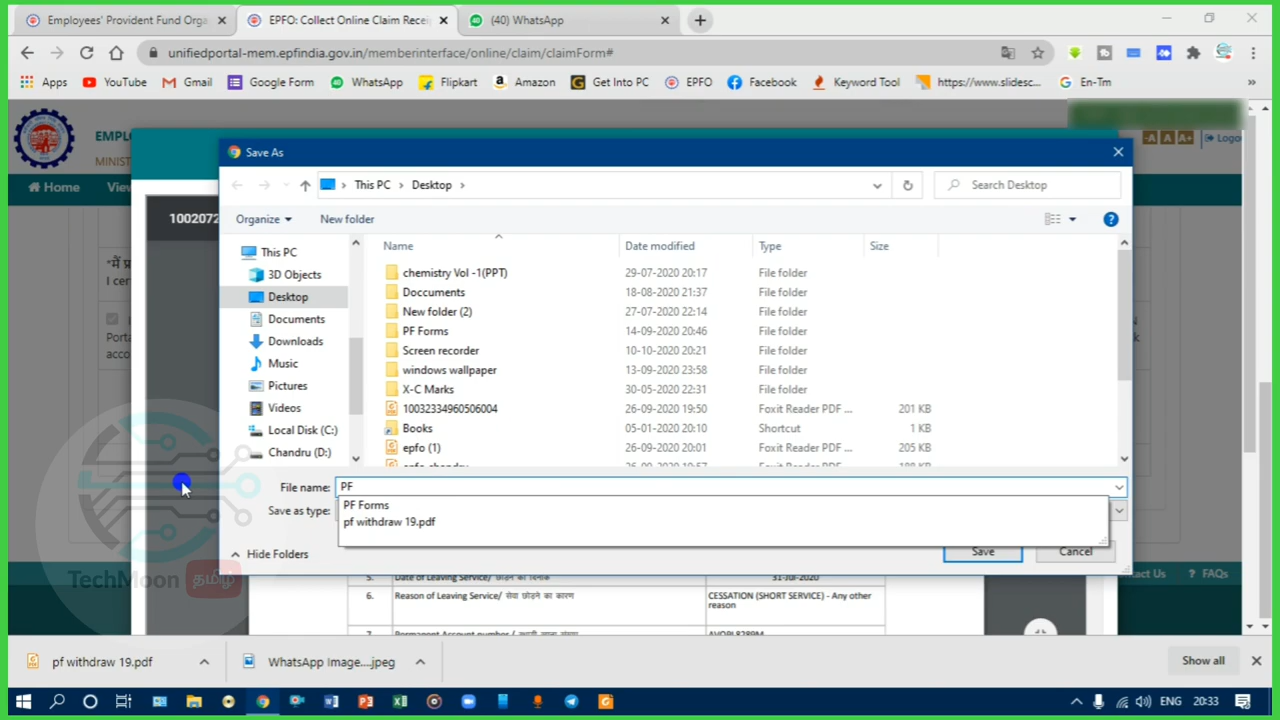 Employees' Provident Fund Orga
EPFO: Collect Online Claim Recei
(40) WhatsApp
unifiedportal-mem.epfindia.gov.in/memberinterface/online/claim/claimForm#
Apps YouTube Gmail Google Form WhatsApp Flipkart Amazon Get Into PC EPFO Facebook Keyword Tool https://www.slidesc... En-Tm »
EMPL
MINIST
-A A A+ Logo
Home Viev
Save As
This PC › Desktop ›
Search Desktop
1002072
Organize New folder
Name Date modified Type Size
This PC
3D Objects
Desktop
Documents
Downloads
Music
Pictures
Videos
Local Disk (C:)
Chandru (D:)
chemistry Vol -1(PPT) 29-07-2020 20:17 File folder
Doccuments 18-08-2020 21:37 File folder
New folder (2) 27-07-2020 22:14 File folder
PF Forms 14-09-2020 20:46 File folder
Screen recorder 10-10-2020 20:21 File folder
windows wallpaper 13-09-2020 23:58 File folder
X-C Marks 30-05-2020 22:31 File folder
10032334960506004 26-09-2020 19:50 Foxit Reader PDF ... 201 KB
Books 05-01-2020 20:10 Shortcut 1 KB
epfo (1) 26-09-2020 20:01 Foxit Reader PDF ... 205 KB
"मैं प्र
I cer
Porta
acco
File name: PF
PF Forms
pf withdraw 19.pdf
Save as type:
Hide Folders
Save Cancel
TechMoon தமிழ்
tact Us ? FAQs
5. Date of Leaving Service/ छोड़ने का दिनांक 31-Jul-2020
6. Reason of Leaving Service/ सेवा छोड़ने का कारण CESSATION (SHORT SERVICE) - Any other
reason
7.
pf withdraw 19.pdf
WhatsApp Image....jpeg
Show all
ENG 20:33